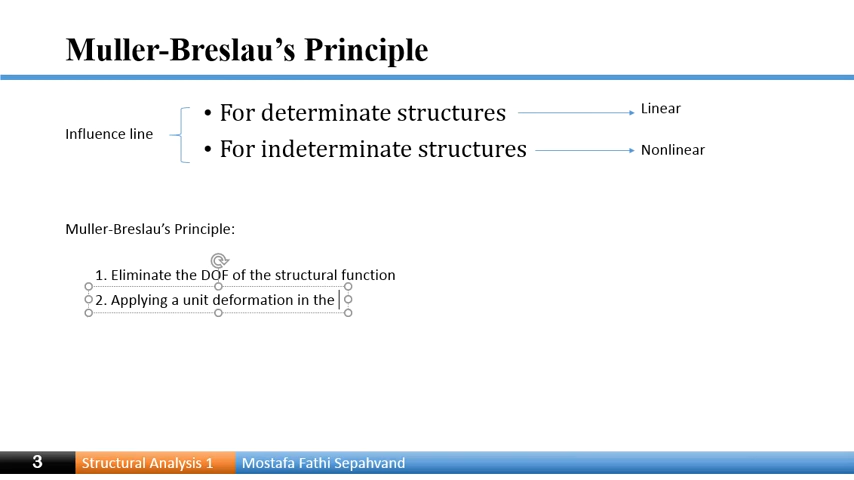 Muller-Breslau’s Principle
Influence line
• For determinate structures
Linear
• For indeterminate structures
Nonlinear
Muller-Breslau’s Principle:
1. Eliminate the DOF of the structural function
2. Applying a unit deformation in the
3
Structural Analysis 1
Mostafa Fathi Sepahvand